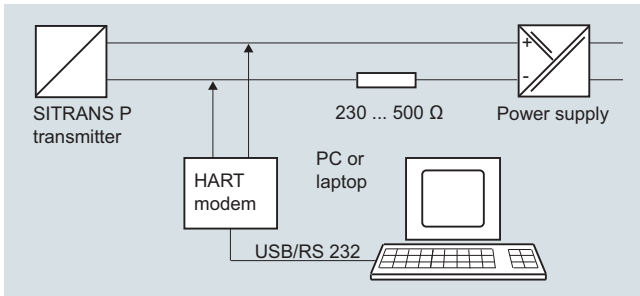 +
-
SITRANS P
transmitter
230 ... 500 Ω
Power supply
HART
modem
PC or
laptop
USB/RS 232